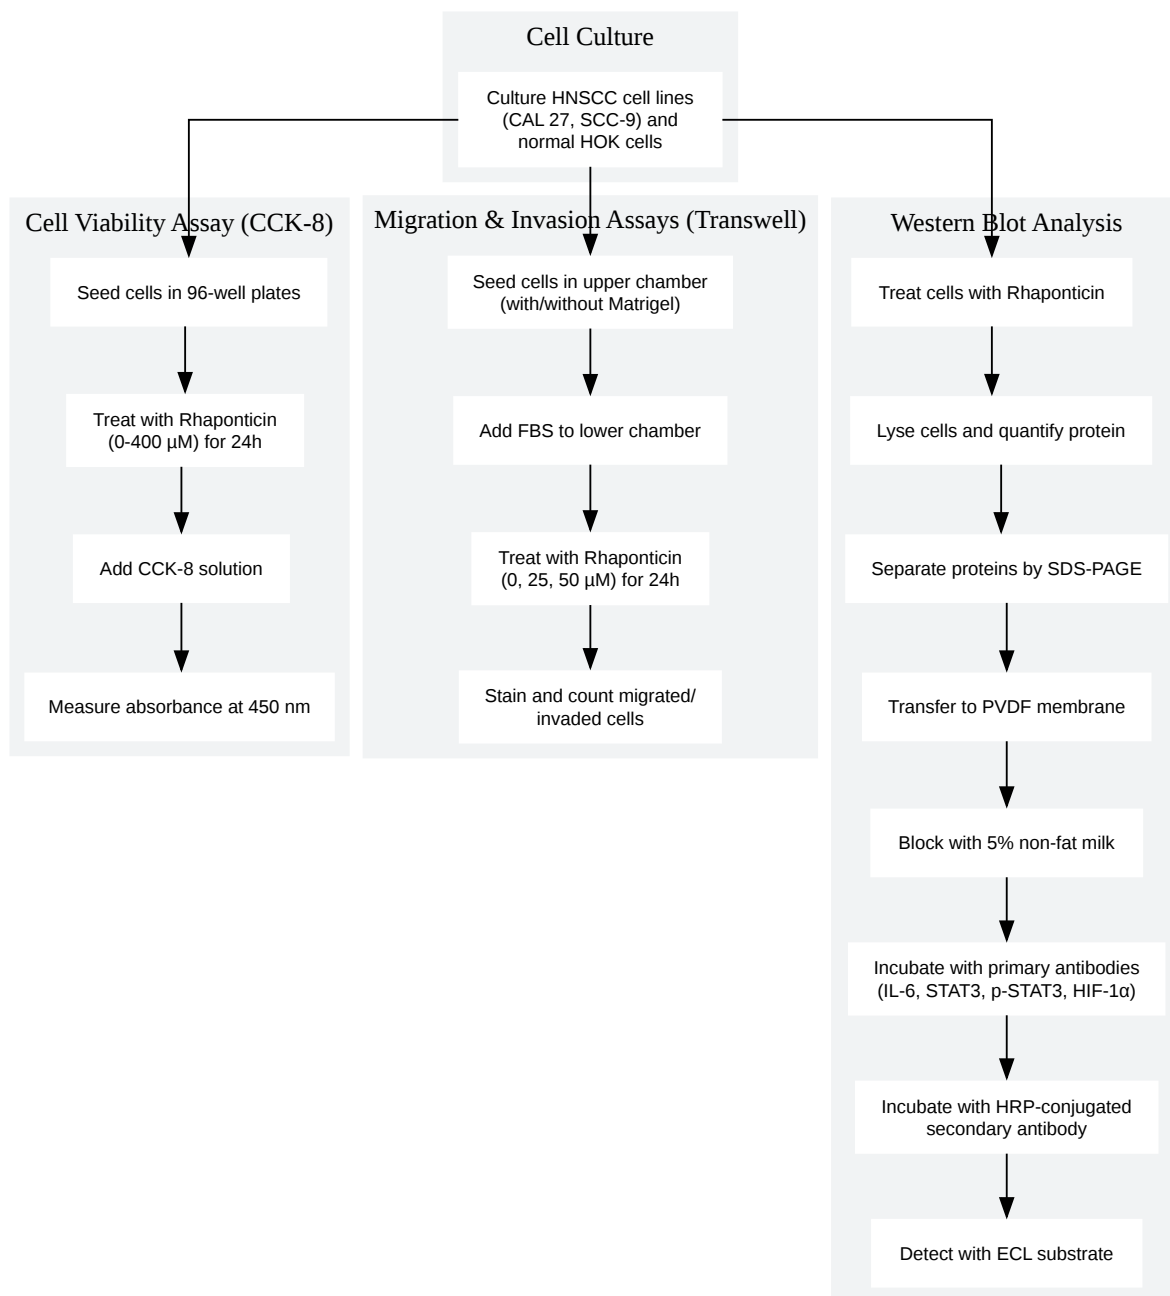 Cell Culture
Culture HNSCC cell lines
(CAL 27, SCC-9) and
normal HOK cells
Cell Viability Assay (CCK-8)
Seed cells in 96-well plates
Treat with Rhaponticin
(0-400 µM) for 24h
Add CCK-8 solution
Measure absorbance at 450 nm
Migration & Invasion Assays (Transwell)
Seed cells in upper chamber
(with/without Matrigel)
Add FBS to lower chamber
Treat with Rhaponticin
(0, 25, 50 µM) for 24h
Stain and count migrated/
invaded cells
Western Blot Analysis
Treat cells with Rhaponticin
Lyse cells and quantify protein
Separate proteins by SDS-PAGE
Transfer to PVDF membrane
Block with 5% non-fat milk
Incubate with primary antibodies
(IL-6, STAT3, p-STAT3, HIF-1α)
Incubate with HRP-conjugated
secondary antibody
Detect with ECL substrate